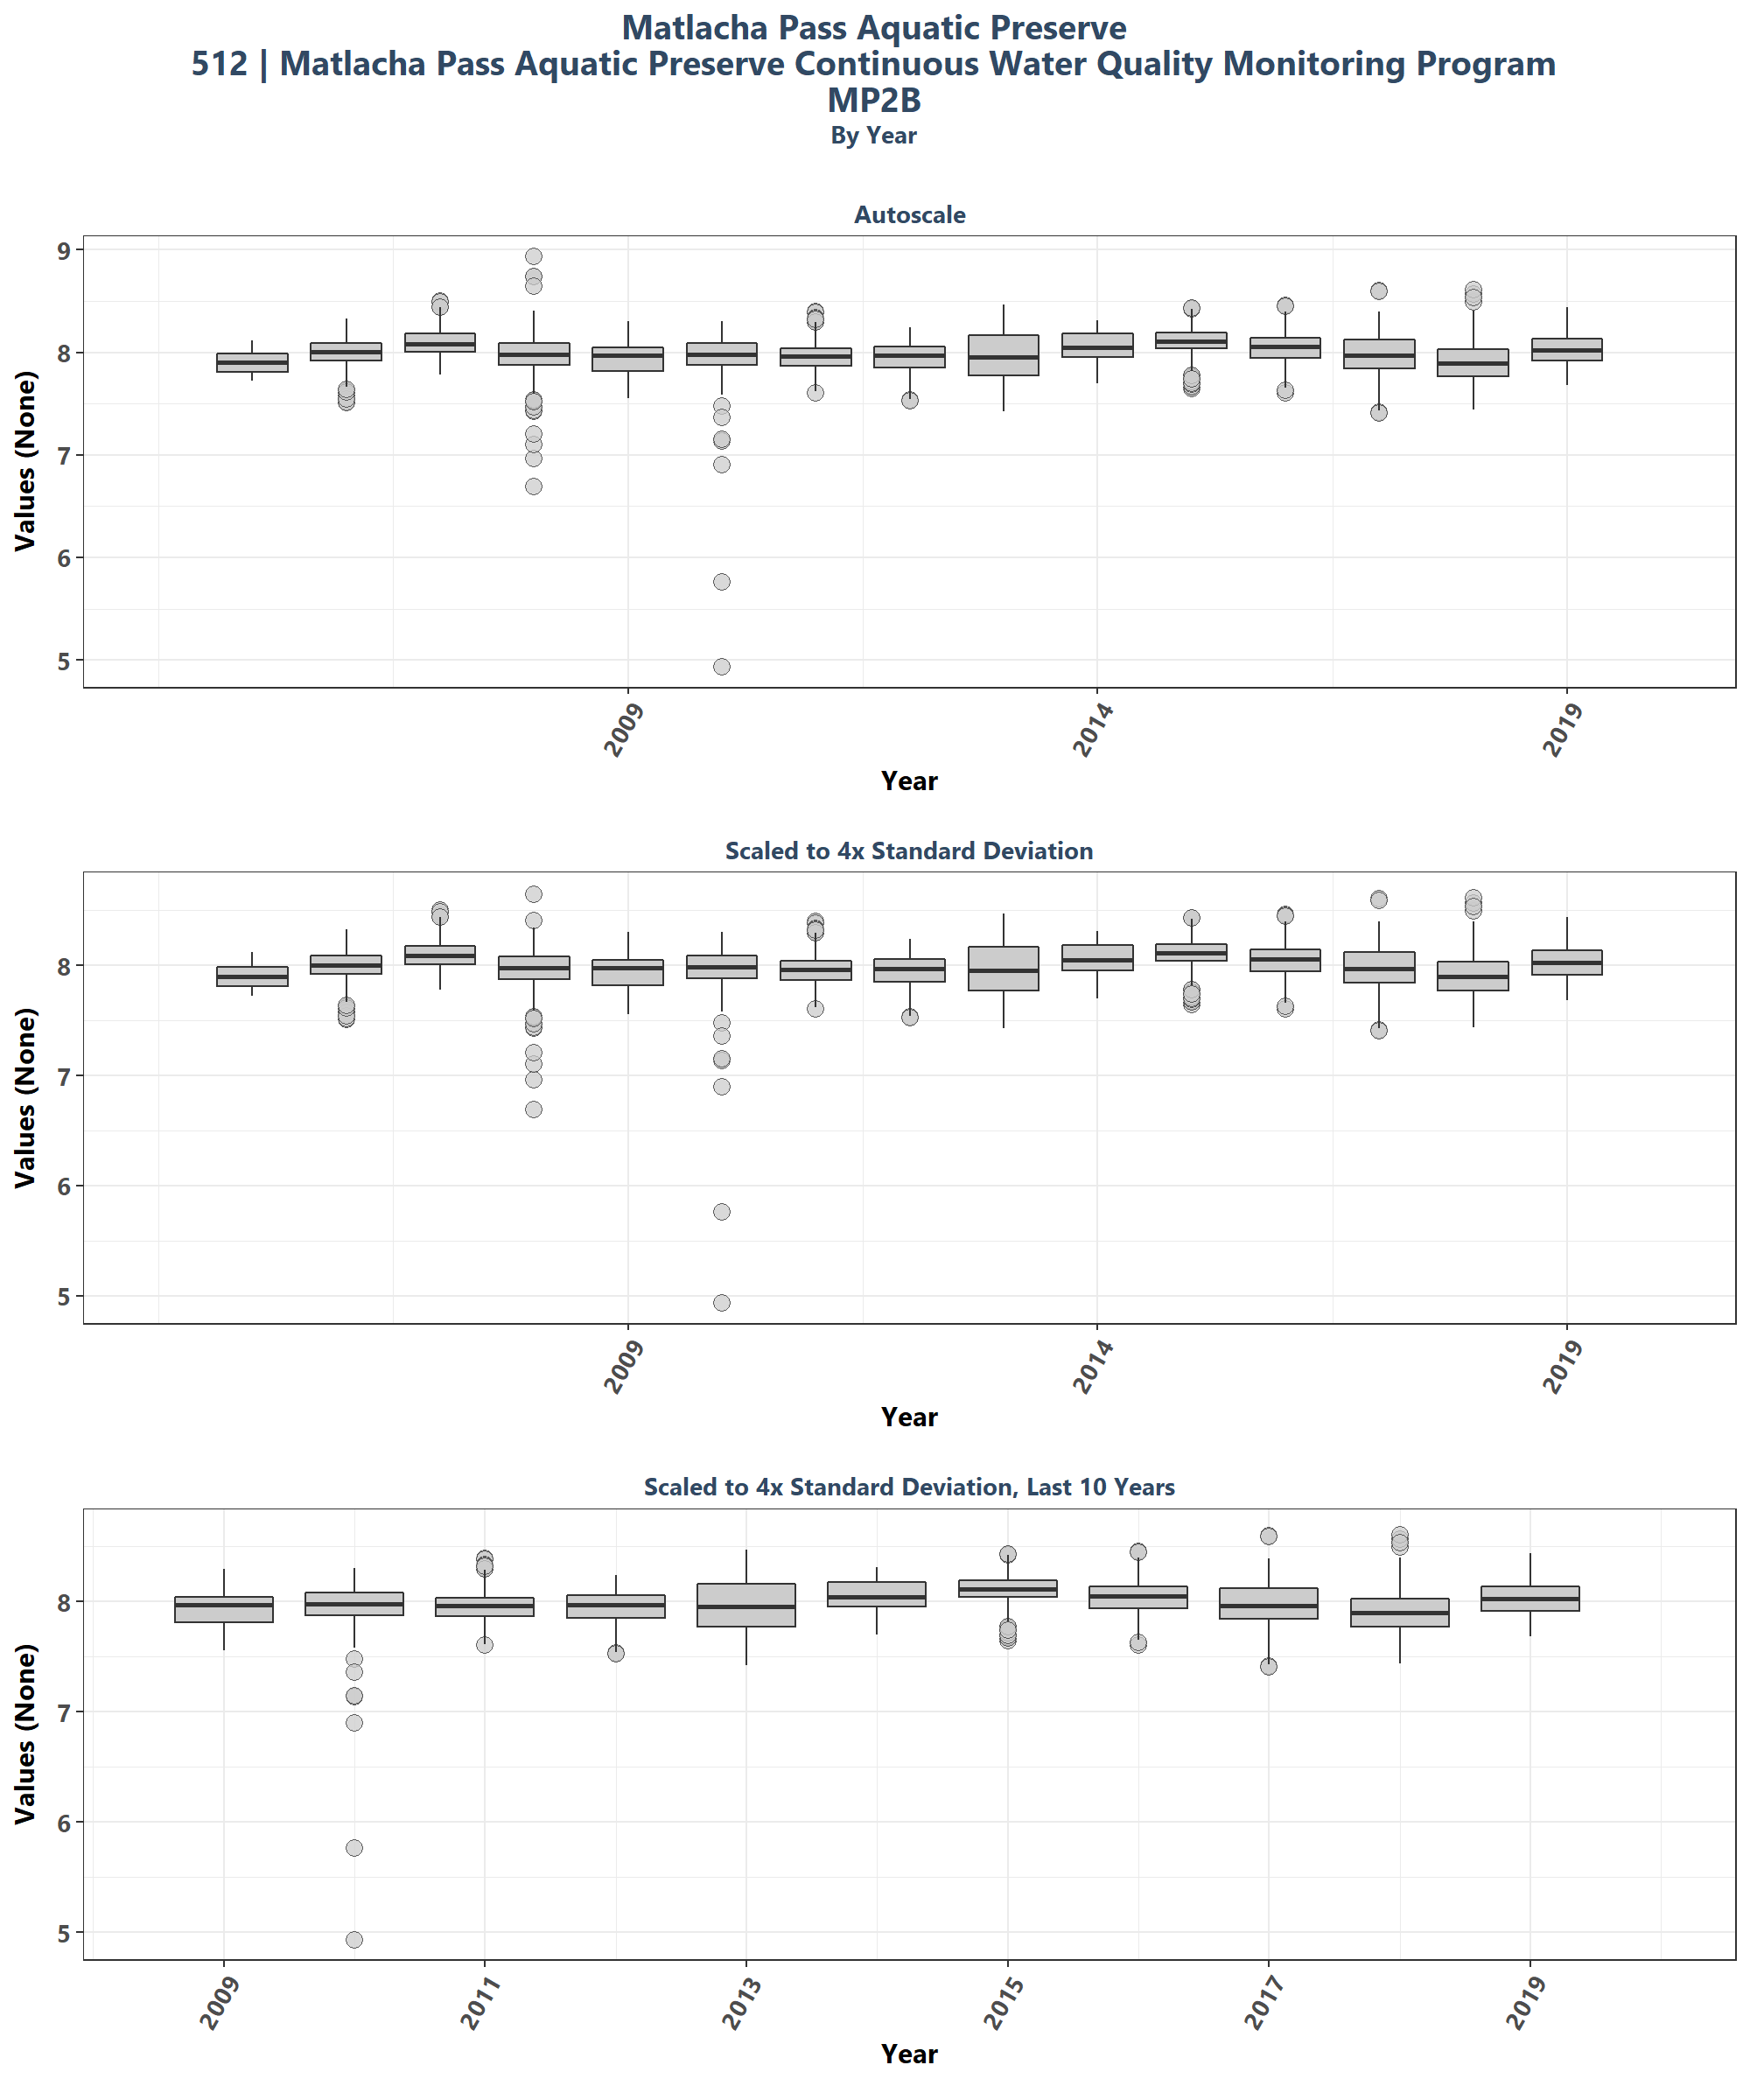 Matlacha Pass Aquatic Preserve
512 | Matlacha Pass Aquatic Preserve Continuous Water Quality Monitoring Program
MP2B
By Year
Autoscale
Values (None)
9
8
7
6
5
2009
2014
2019
Year
Scaled to 4x Standard Deviation
Values (None)
8
7
6
5
2009
2014
2019
Year
Scaled to 4x Standard Deviation, Last 10 Years
Values (None)
8
7
6
5
2009
2011
2013
2015
2017
2019
Year